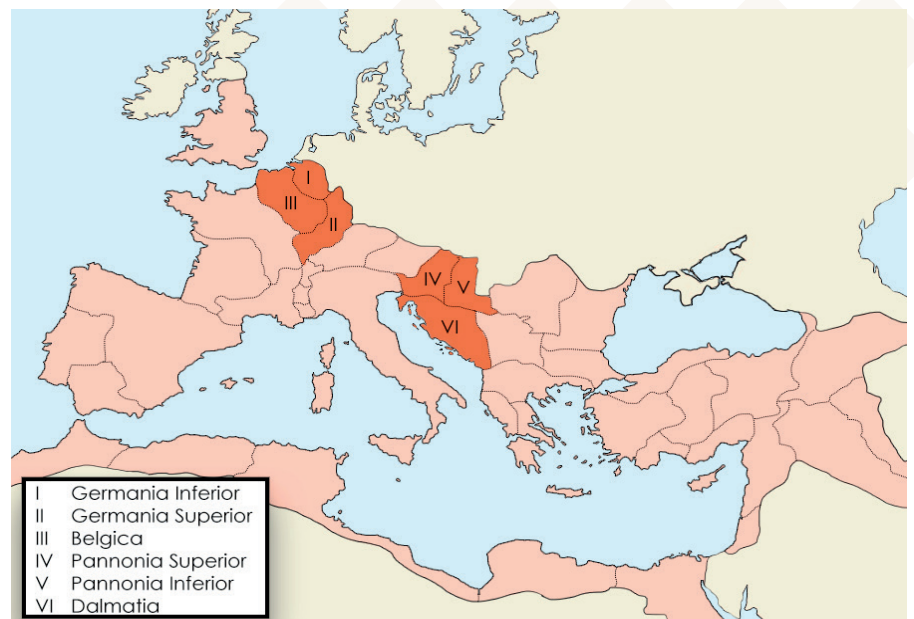 I
III
II
IV
V
VI
I Germania Inferior
II Germania Superior
III Belgica
IV Pannonia Superior
V Pannonia Inferior
VI Dalmatia